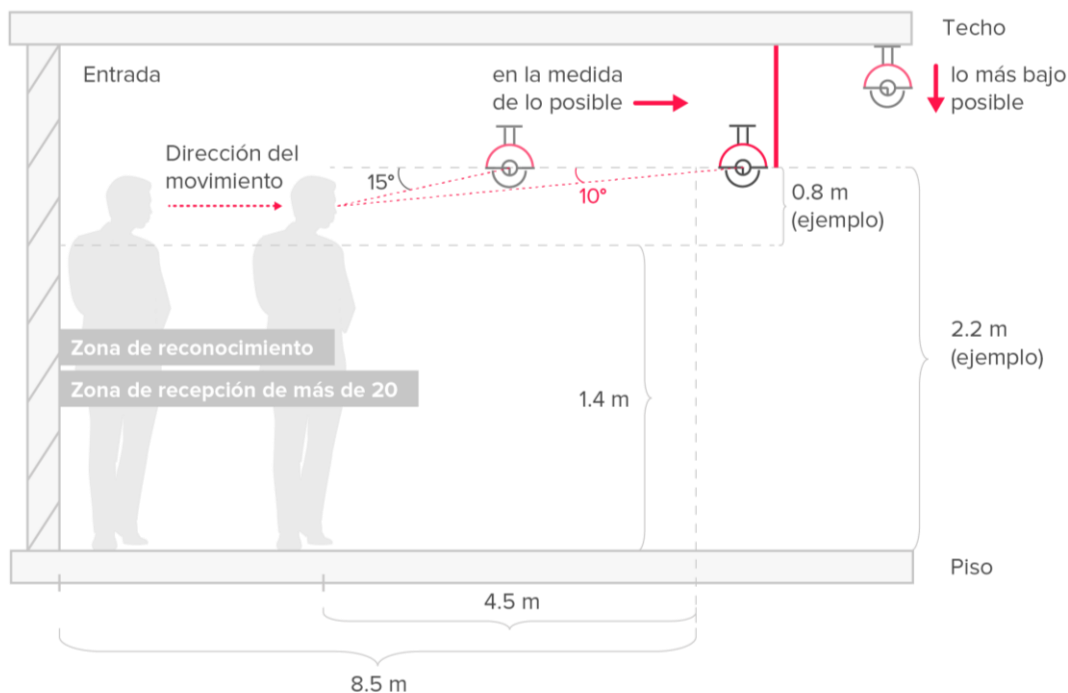 Techo
Entrada
en la medida
de lo posible
lo más bajo
posible
Dirección del
movimiento
15°
10°
0.8 m
(ejemplo)
Zona de reconocimiento
Zona de recepción de más de 20
1.4 m
2.2 m
(ejemplo)
Piso
4.5 m
8.5 m